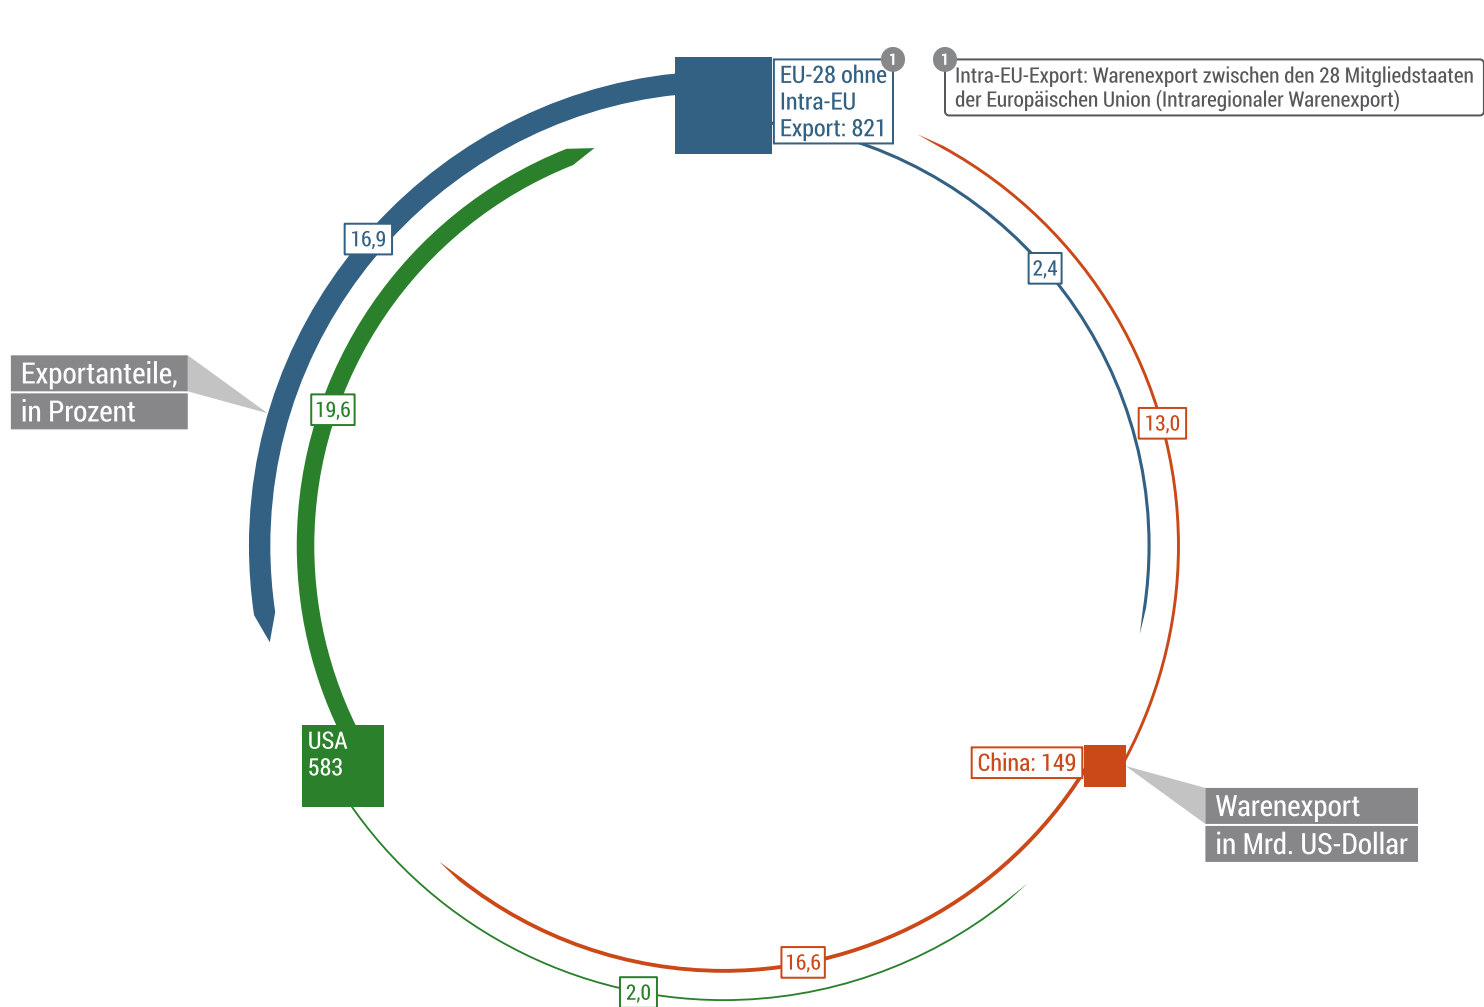 1
EU-28 ohne
Intra-EU
Export: 821
1
Intra-EU-Export: Warenexport zwischen den 28 Mitgliedstaaten
der Europäischen Union (Intraregionaler Warenexport)
16,9
2,4
Exportanteile,
in Prozent
19,6
13,0
USA
583
China: 149
Warenexport
in Mrd. US-Dollar
16,6
2,0